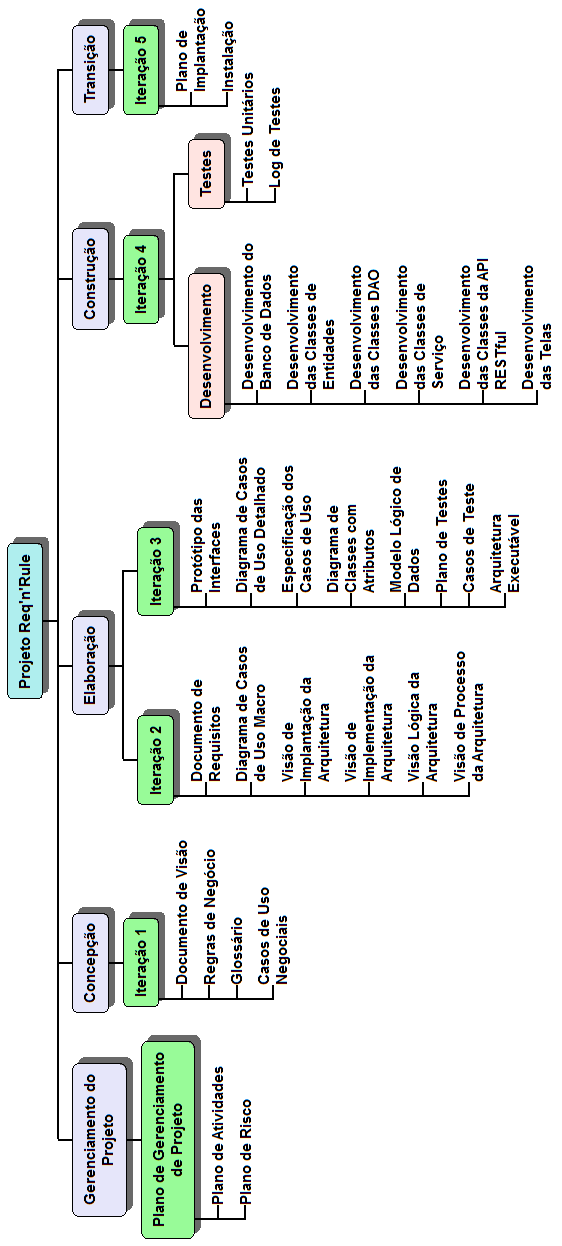 Projeto Req'n'Rule
Gerenciamento do
Projeto
Plano de Gerenciamento
de Projeto
Plano de Atividades
Plano de Risco
Concepção
Iteração 1
Documento de Visão
Regras de Negócio
Glossário
Casos de Uso
Negociais
Elaboração
Iteração 2
Documento de
Requisitos
Diagrama de Casos
de Uso Macro
Visão de
Implantação da
Arquitetura
Visão de
Implementação da
Arquitetura
Visão Lógica da
Arquitetura
Visão de Processo
da Arquitetura
Iteração 3
Protótipo das
Interfaces
Diagrama de Casos
de Uso Detalhado
Especificação dos
Casos de Uso
Diagrama de
Classes com
Atributos
Modelo Lógico de
Dados
Plano de Testes
Casos de Teste
Arquitetura
Executável
Construção
Iteração 4
Desenvolvimento
Desenvolvimento do
Banco de Dados
Desenvolvimento
das Classes de
Entidades
Desenvolvimento
das Classes DAO
Desenvolvimento
das Classes de
Serviço
Desenvolvimento
das Classes da API
RESTful
Desenvolvimento
das Telas
Testes
Testes Unitários
Log de Testes
Transição
Iteração 5
Plano de
Implantação
Instalação